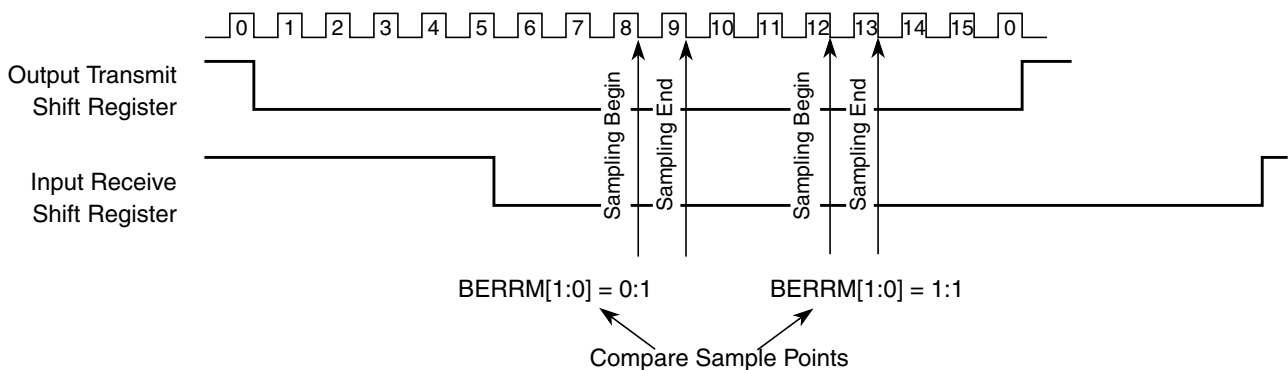 0 1 2 3 4 5 6 7 8 9 10 11 12 13 14 15 0
Output Transmit
Shift Register
Input Receive
Shift Register
Sampling Begin
Sampling End
Sampling Begin
Sampling End
BERRM[1:0] = 0:1
BERRM[1:0] = 1:1
Compare Sample Points